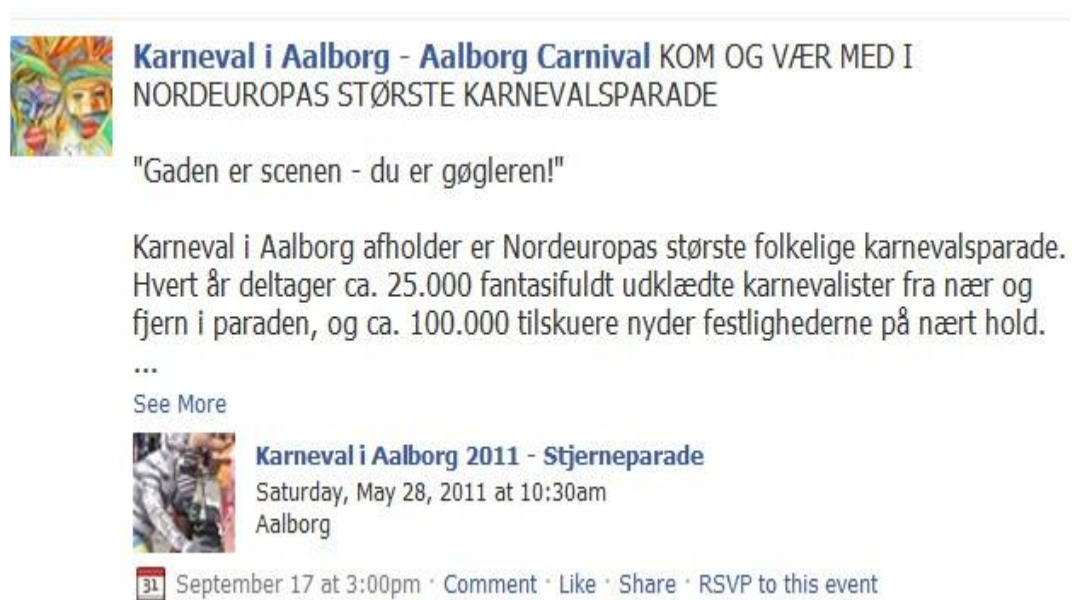 Karneval i Aalborg - Aalborg Carnival KOM OG VÆR MED I
NORDEUROPAS STØRSTE KARNEVALSPARADE
"Gaden er scenen - du er gøgleren!"
Karneval i Aalborg afholder er Nordeuropas største folkelige karnevalsparade.
Hvert år deltager ca. 25.000 fantasifuldt udklædte karnevalister fra nær og
fjern i paraden, og ca. 100.000 tilskuere nyder festlighederne på nært hold.
...
See More
Karneval i Aalborg 2011 - Stjerneparade
Saturday, May 28, 2011 at 10:30am
Aalborg
31 September 17 at 3:00pm · Comment · Like · Share · RSVP to this event